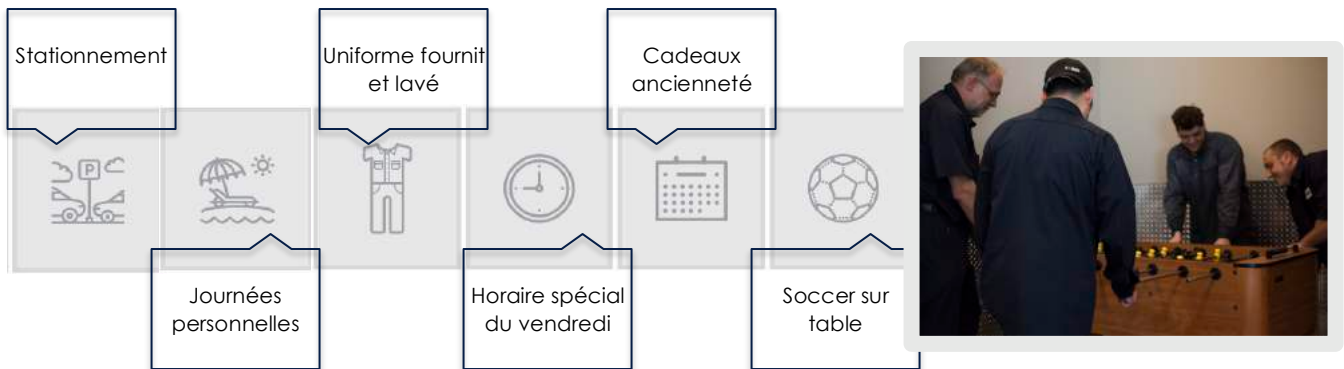 Stationnement
Uniforme fournit
et lavé
Cadeaux
ancienneté
P
Journées
personnelles
Horaire spécial
du vendredi
Soccer sur
table